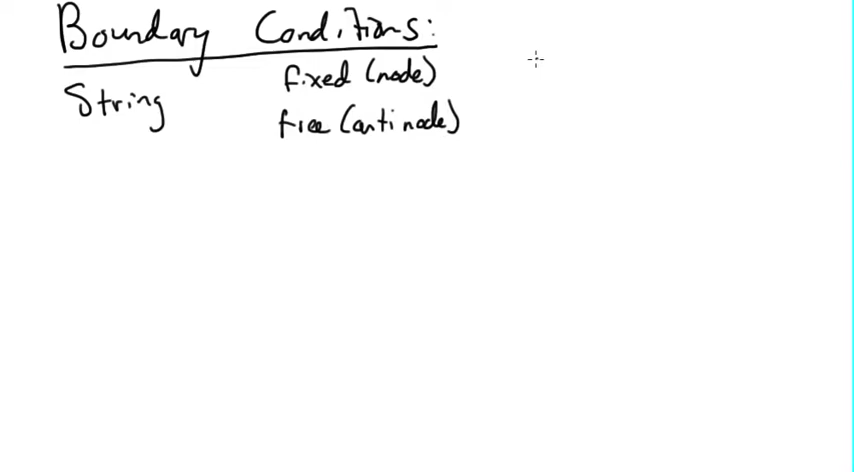 Boundary Conditions:
fixed (node)
String
free (antinode)